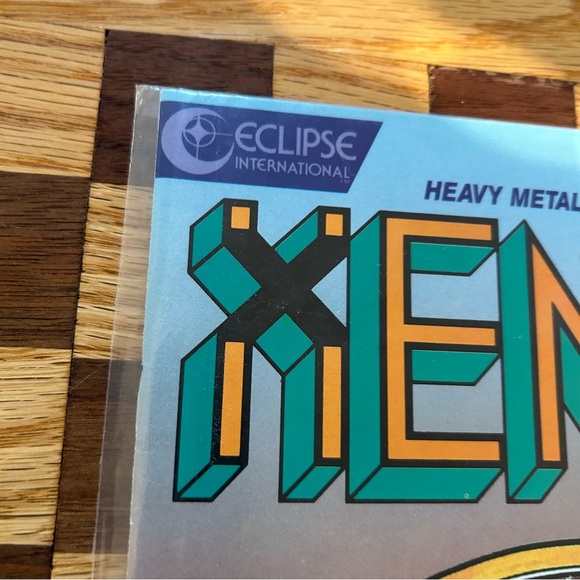 ECLIPSE
INTERNATIONAL
HEAVY METAL
XEN